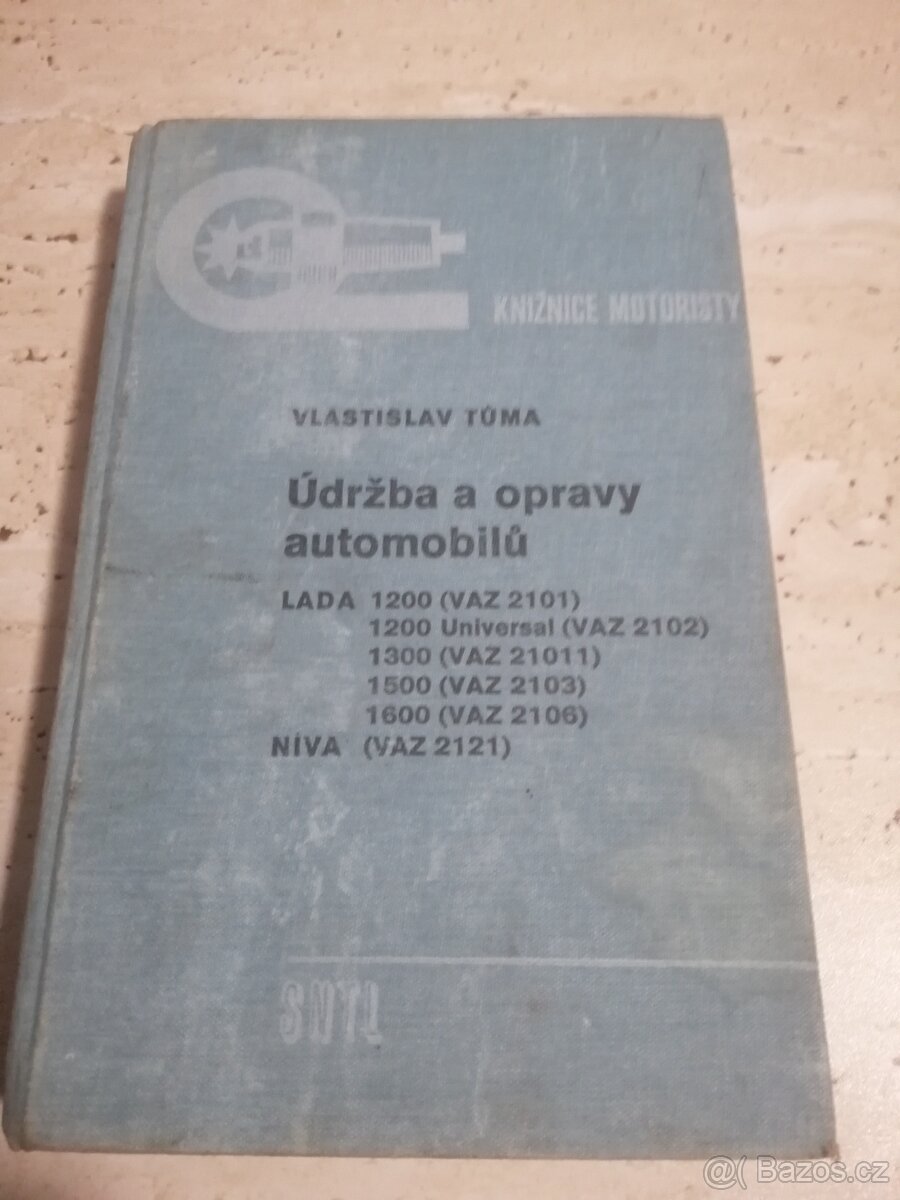 KNIŽNICE MOTORISTY
VLASTISLAV TŮMA
Údržba a opravy
automobilů
LADA 1200 (VAZ 2101)
1200 Universal (VAZ 2102)
1300 (VAZ 21011)
1500 (VAZ 2103)
1600 (VAZ 2106)
NIVA (VAZ 2121)
SNTL
@( Bazos.cz